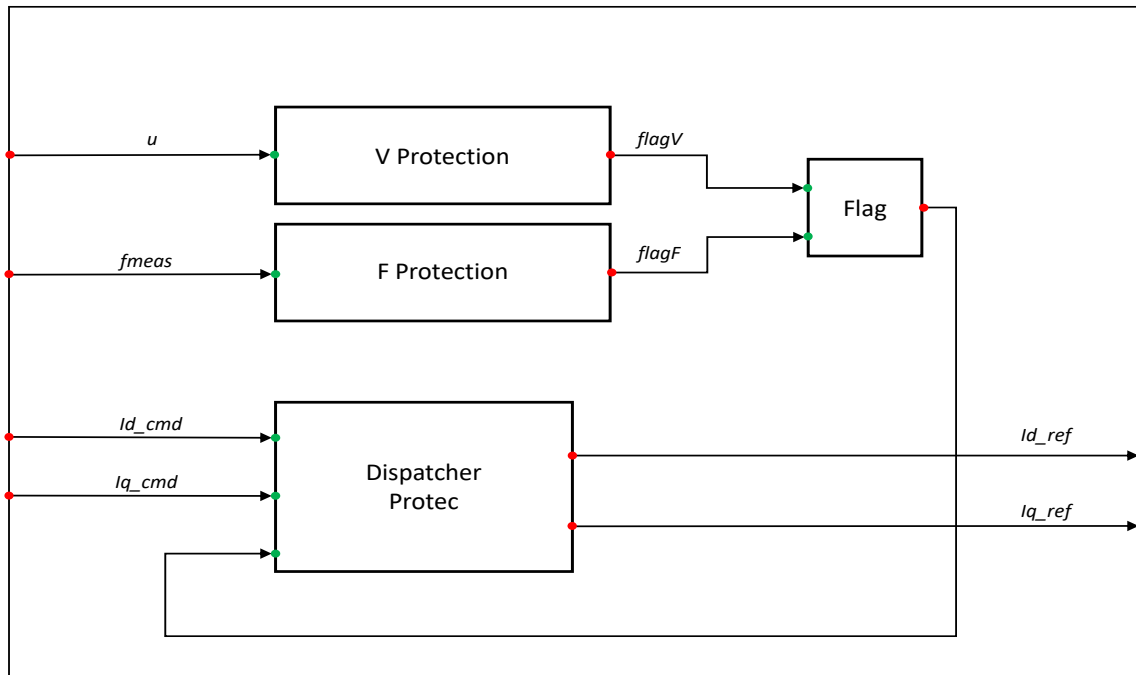 u
V Protection
flagV
Flag
fmeas
F Protection
flagF
Id_cmd
Iq_cmd
Dispatcher
Protec
Id_ref
Iq_ref